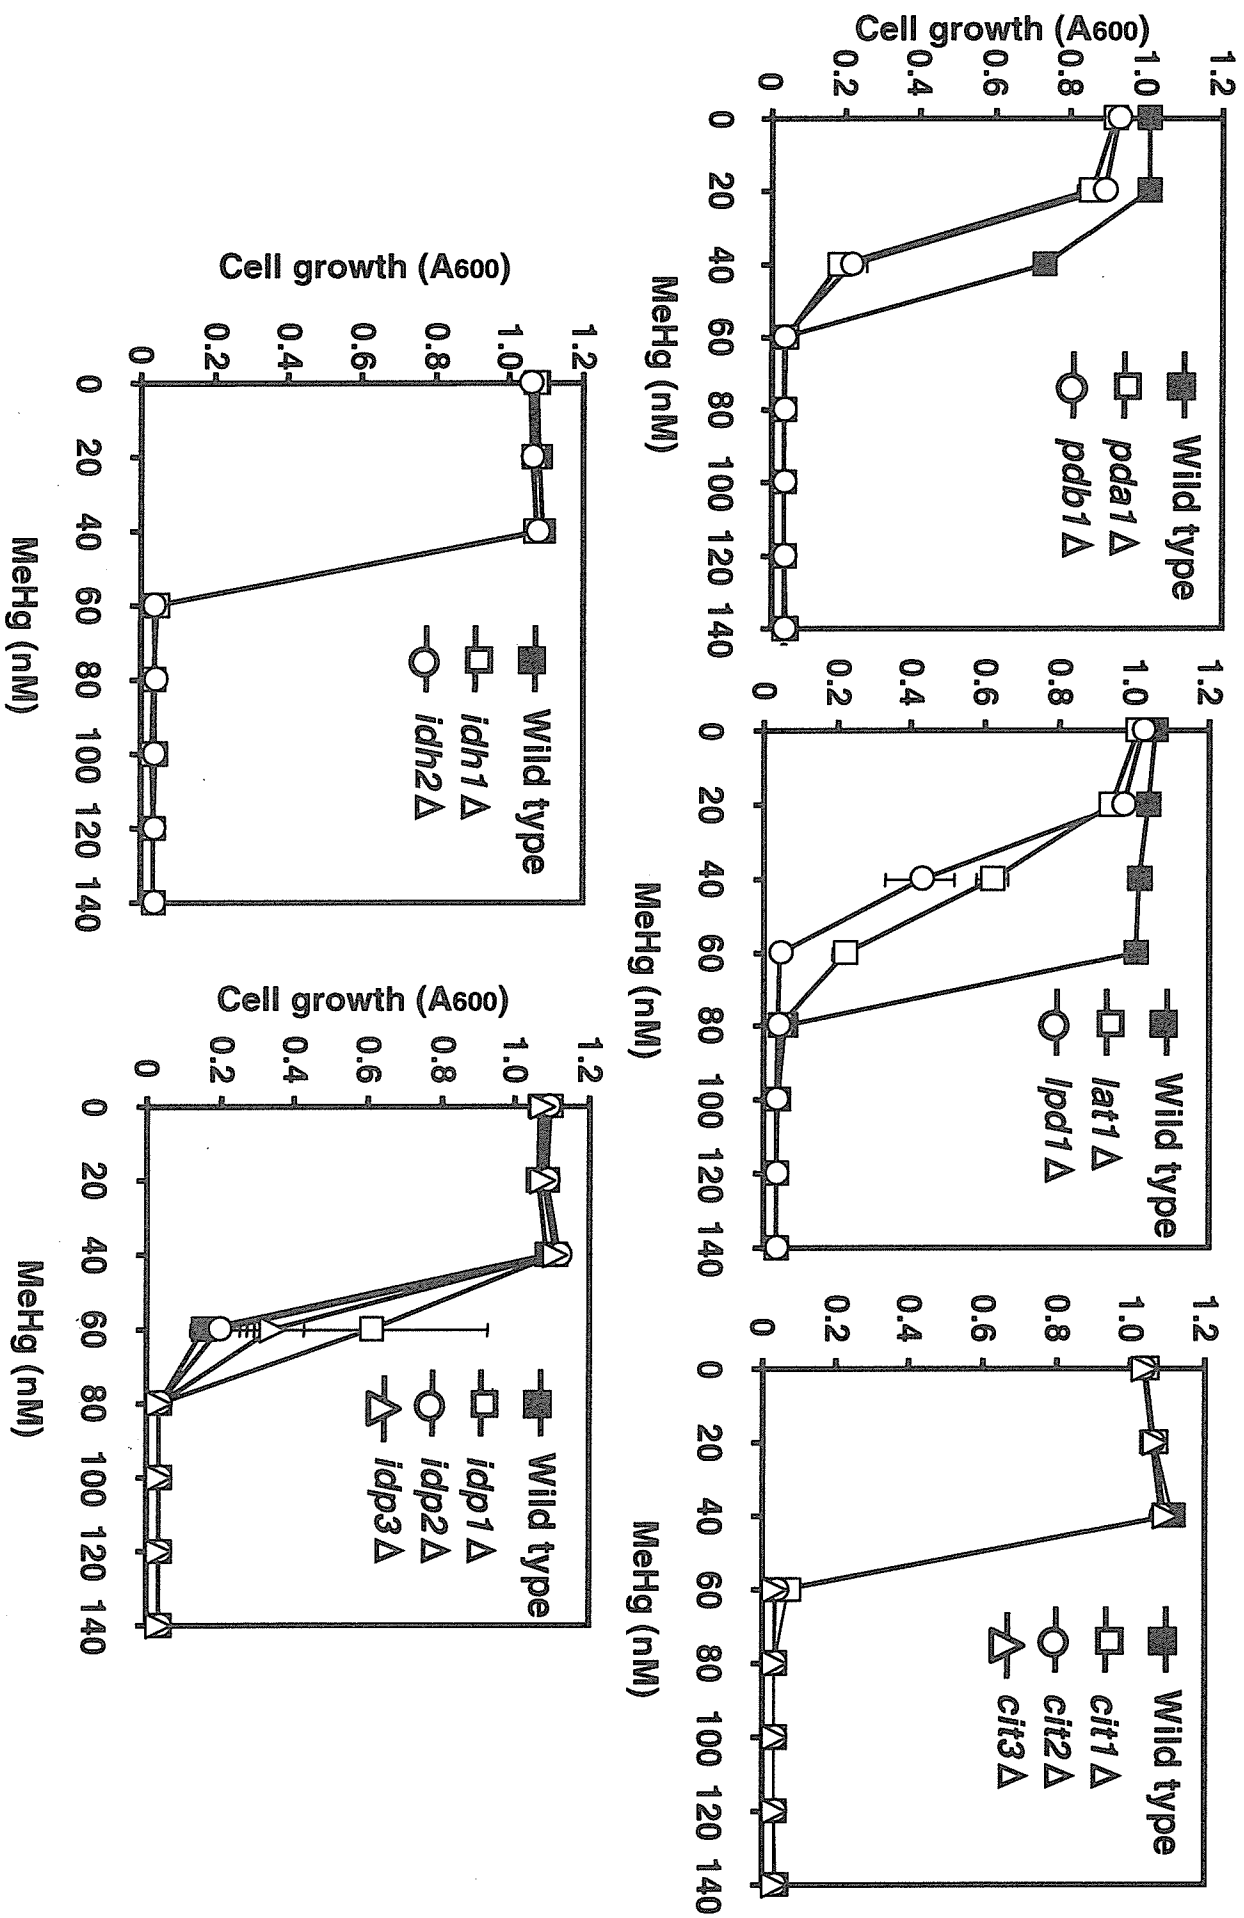 Cell growth (A600)
1.2
1.0
0.8
0.6
0.4
0.2
0
0 20 40 60 80 100 120 140
MeHg (nM)
Wild type
pda1Δ
pdb1Δ
1.2
1.0
0.8
0.6
0.4
0.2
0
0 20 40 60 80 100 120 140
MeHg (nM)
Wild type
lat1Δ
lpd1Δ
1.2
1.0
0.8
0.6
0.4
0.2
0
0 20 40 60 80 100 120 140
MeHg (nM)
Wild type
cit1Δ
cit2Δ
cit3Δ
Cell growth (A600)
1.2
1.0
0.8
0.6
0.4
0.2
0
0 20 40 60 80 100 120 140
MeHg (nM)
Wild type
idh1Δ
idh2Δ
Cell growth (A600)
1.2
1.0
0.8
0.6
0.4
0.2
0
0 20 40 60 80 100 120 140
MeHg (nM)
Wild type
idp1Δ
idp2Δ
idp3Δ